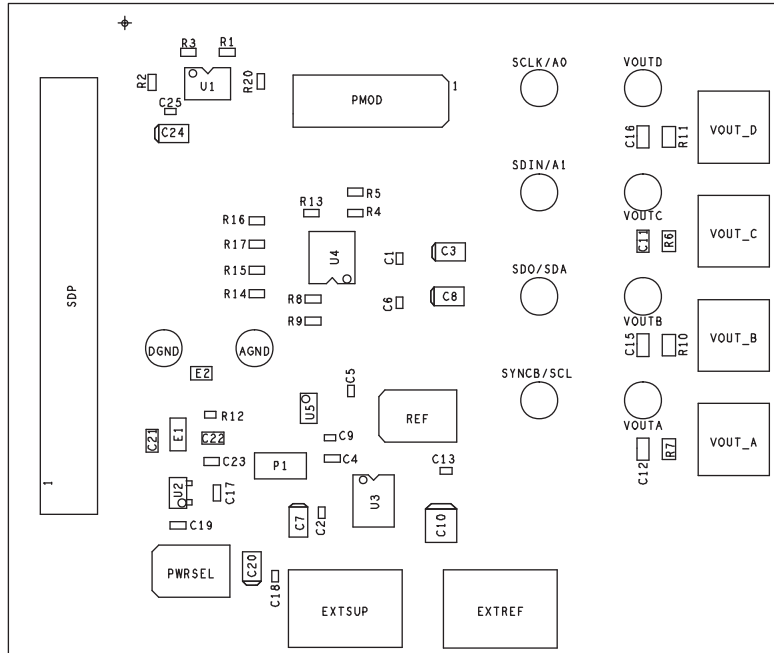 R3
R1
SCLK/A0
VOUTD
R2
U1
R20
1
PMOD
C25
C24
C16
R11
VOUT_D
SDIN/A1
R5
R13
R4
R16
VOUTC
R17
C11
R6
VOUT_C
U4
C1
C3
SDO/SDA
R15
R14
R8
C6
C8
SDP
R9
VOUTB
DGND
AGND
C15
R10
VOUT_B
E2
SYNCB/SCL
C5
R12
U5
REF
VOUTA
C21
E1
C22
C9
C23
P1
C4
C13
C12
R7
VOUT_A
1
U2
C17
U3
C19
C7
C2
C10
PWRSEL
C20
C18
EXTSUP
EXTREF